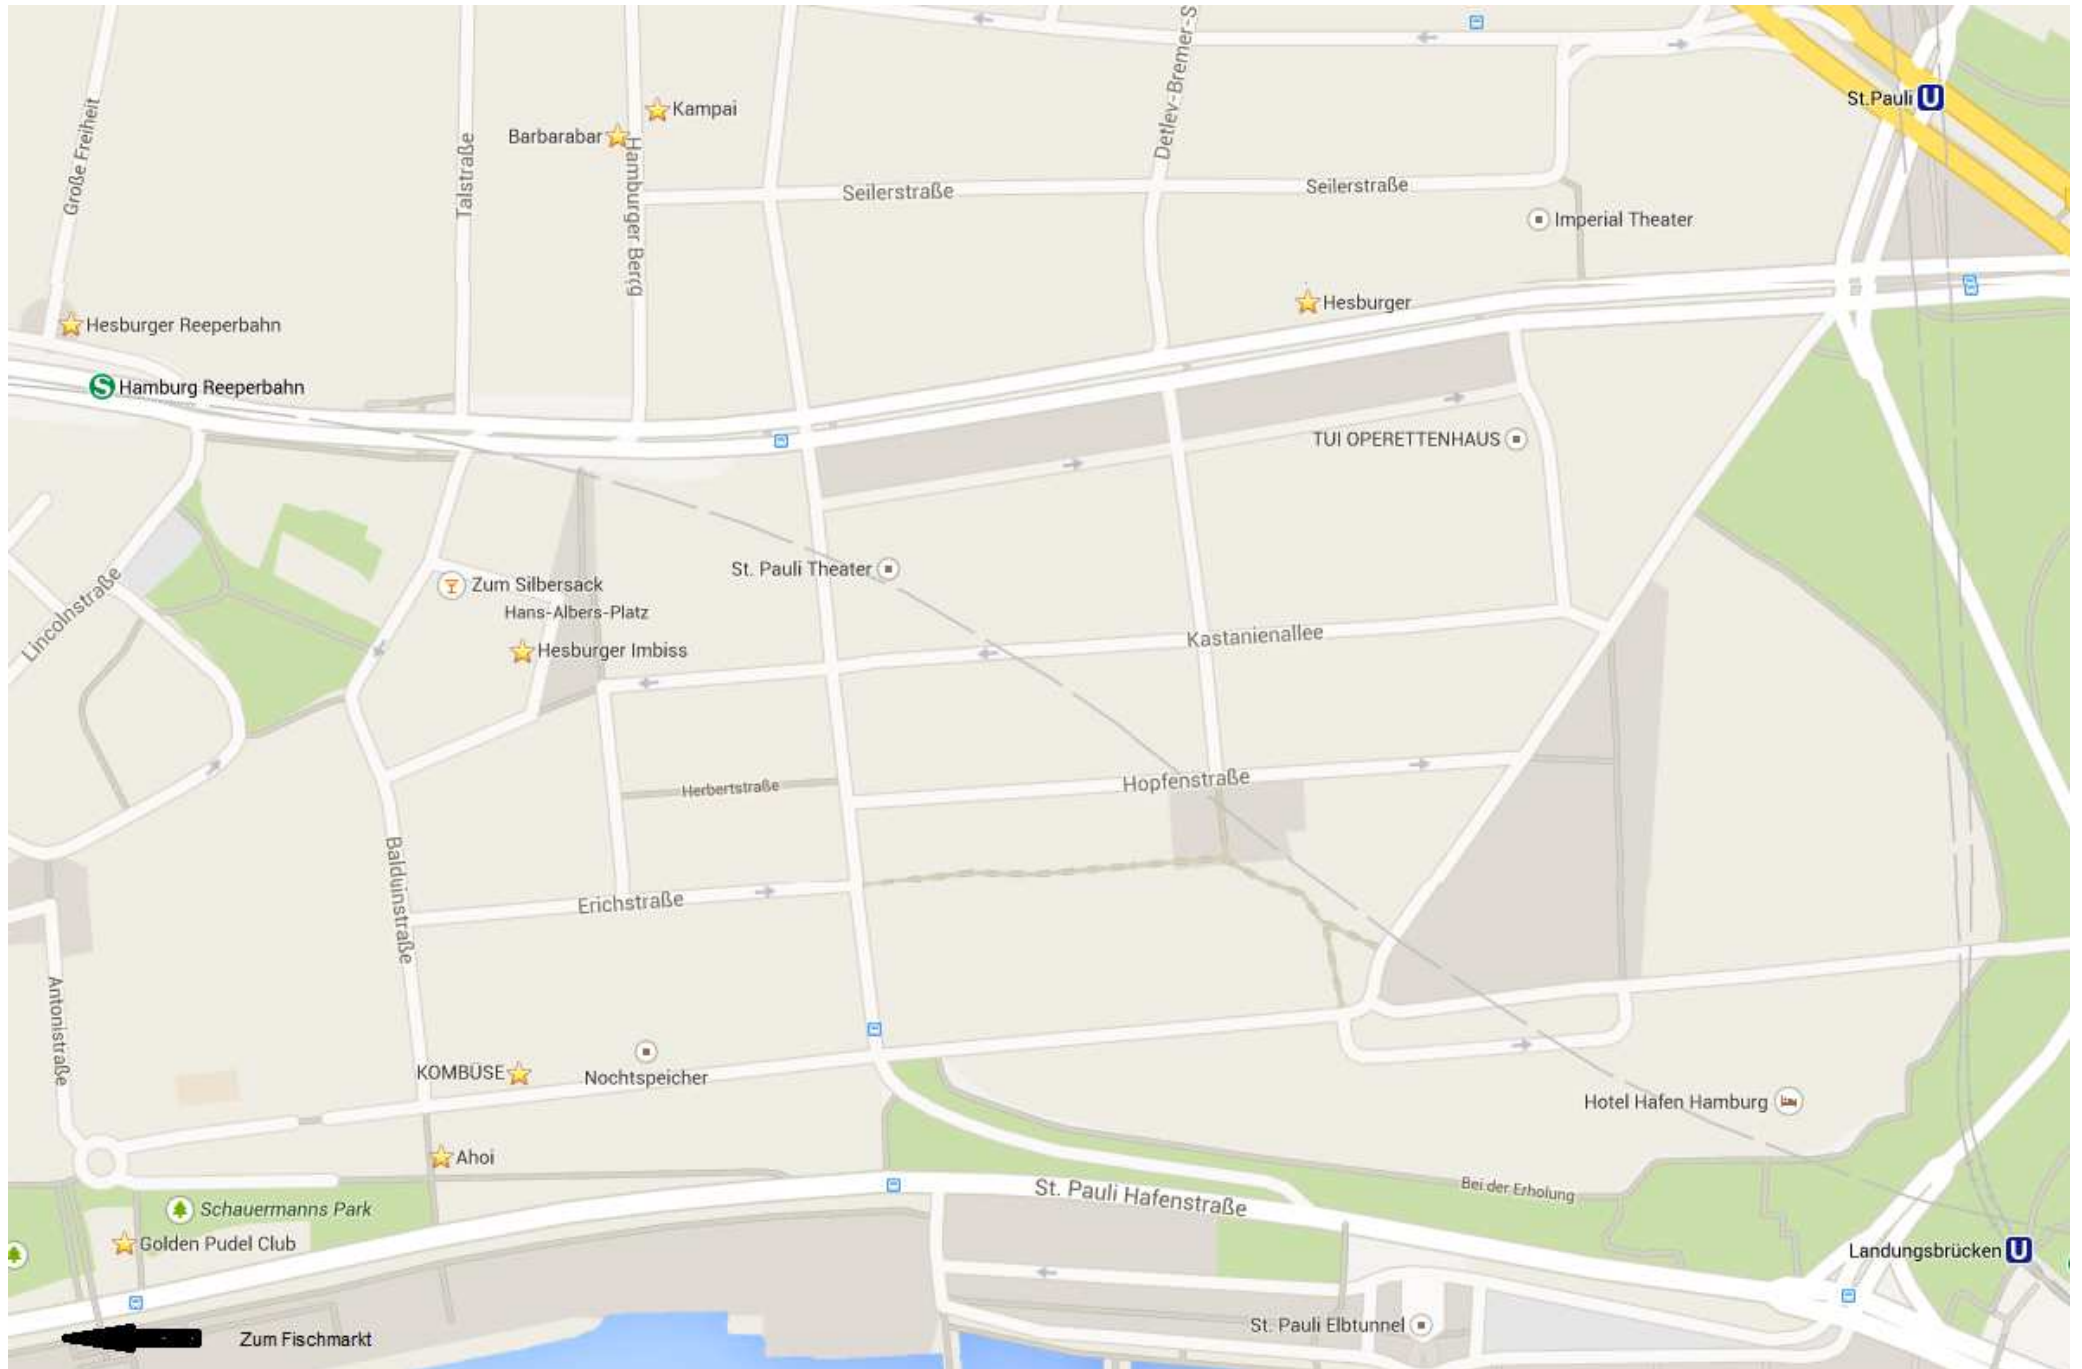 Große Freiheit
Talstraße
Kampai
Barbarabar
Hamburger Berg
Detlev-Bremer-S
St.Pauli U
Seilerstraße
Seilerstraße
Imperial Theater
Hesburger
Hesburger Reeperbahn
S Hamburg Reeperbahn
TUI OPERETTENHAUS
St. Pauli Theater
Zum Silbersack
Hans-Albers-Platz
Hesburger Imbiss
Lincolnstraße
Kastanienallee
Herbertstraße
Hopfenstraße
Balduinstraße
Erichstraße
Antonistraße
KOMBÜSE
Nochtspeicher
Hotel Hafen Hamburg
Ahoi
Bei der Erholung
St. Pauli Hafenstraße
Schauermanns Park
Golden Pudel Club
Landungsbrücken U
St. Pauli Elbtunnel
Zum Fischmarkt